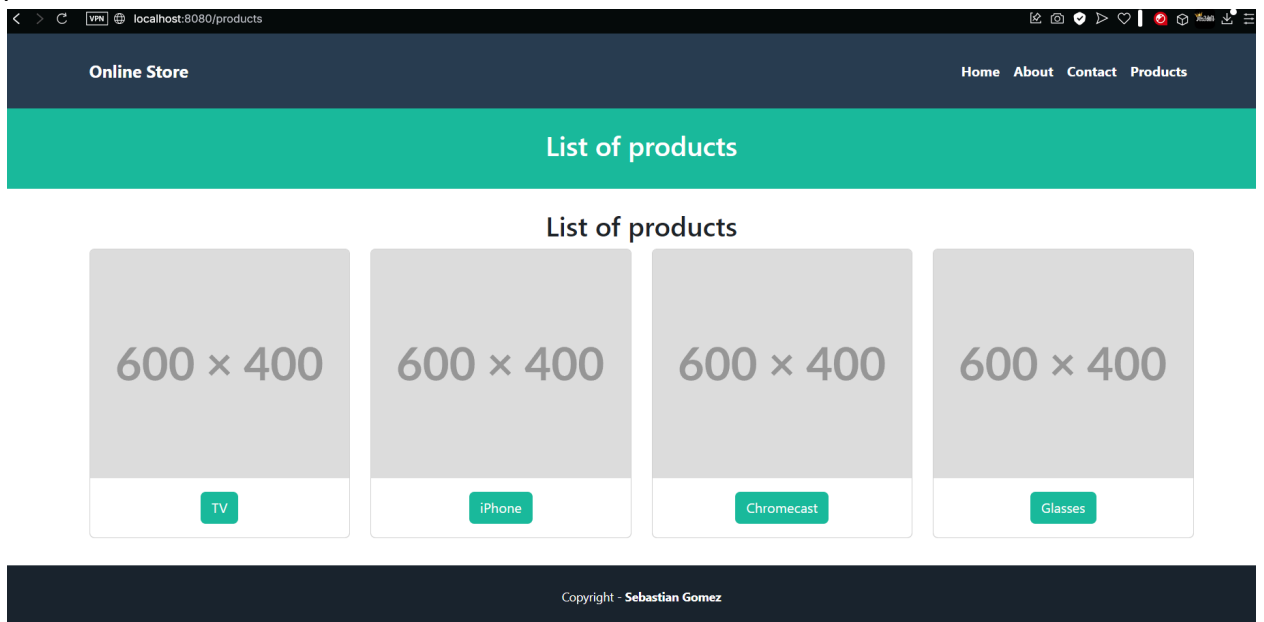 VPN localhost:8080/products
Online Store
Home About Contact Products
List of products
List of products
600 × 400 600 × 400 600 × 400 600 × 400
TV iPhone Chromecast Glasses
Copyright - Sebastian Gomez